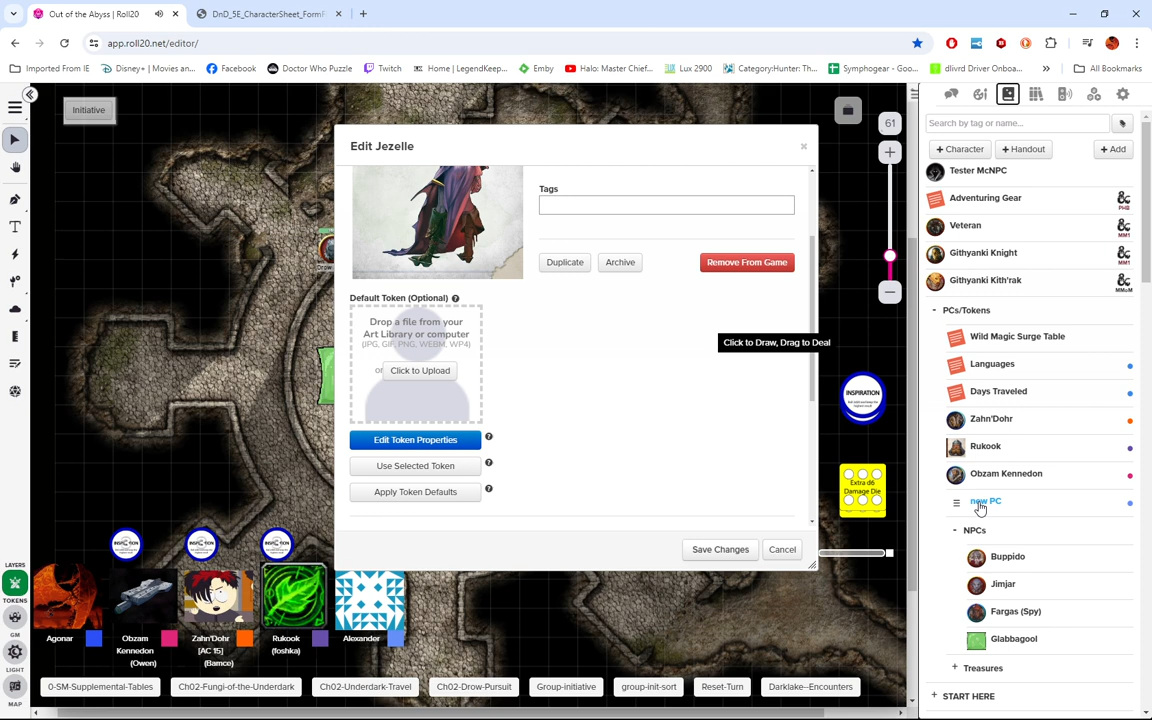 Out of the Abyss | Roll20
DnD_5E_CharacterSheet_FormF
app.roll20.net/editor/
Imported From IE
Disney+ | Movies an...
Facebook
Doctor Who Puzzle
Twitch
Home | LegendKeep...
Emby
Halo: Master Chief...
Lux 2900
Category:Hunter: Th...
Symphogear - Goo...
dlivrd Driver Onboa...
All Bookmarks
Initiative
61
Edit Jezelle
Tags
Duplicate
Archive
Remove From Game
Default Token (Optional)
Drop a file from your
Art Library or computer
(JPG, GIF, PNG, WEBM, WP4)
or
Click to Upload
Edit Token Properties
Use Selected Token
Apply Token Defaults
Save Changes
Cancel
Click to Draw, Drag to Deal
INSPIRATION
Extra d6
Damage Die
LAYERS
TOKENS
GM
LIGHT
MAP
Agonar
Obzam
Kennedon
(Owen)
Zahn'Dohr
[AC 15]
(Bamce)
Rukook
(foshka)
Alexander
0-SM-Supplemental-Tables
Ch02-Fungi-of-the-Underdark
Ch02-Underdark-Travel
Ch02-Drow-Pursuit
Group-initiative
group-init-sort
Reset-Turn
Darklake--Encounters
Search by tag or name...
+ Character
+ Handout
+ Add
Tester McNPC
Adventuring Gear
PHB
Veteran
MM1
Githyanki Knight
MM1
Githyanki Kith'rak
MMoM
PCs/Tokens
Wild Magic Surge Table
Languages
Days Traveled
Zahn'Dohr
Rukook
Obzam Kennedon
new PC
NPCs
Buppido
Jimjar
Fargas (Spy)
Glabbagool
Treasures
START HERE